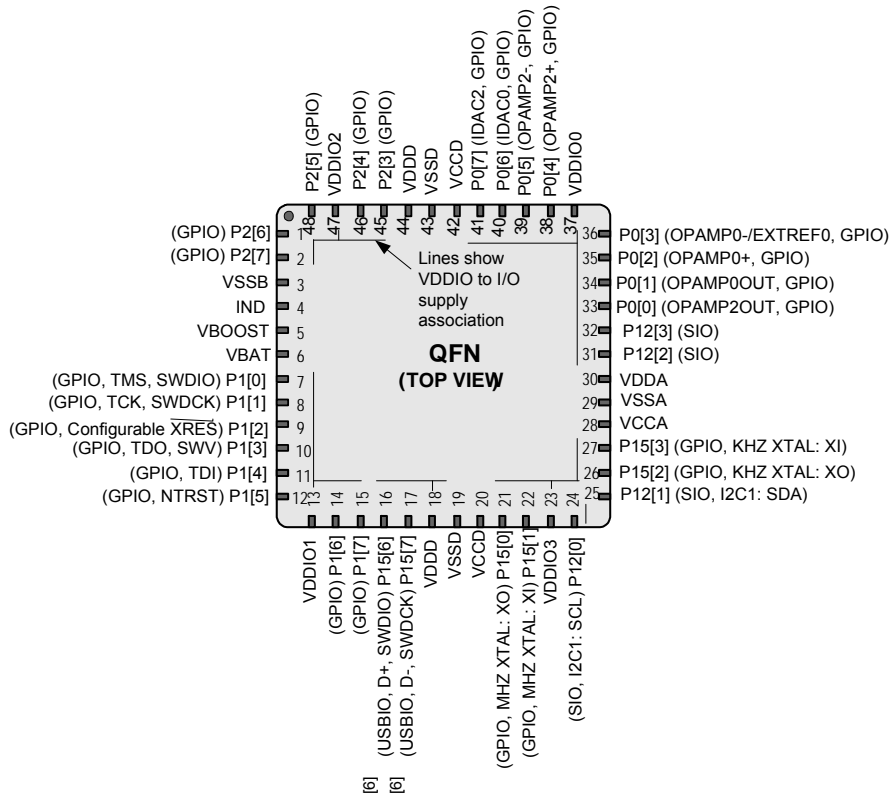 P2[5] (GPIO)
VDDIO2
P2[4] (GPIO)
P2[3] (GPIO)
VDDD
VSSD
VCCD
P0[7] (IDAC2, GPIO)
P0[6] (IDAC0, GPIO)
P0[5] (OPAMP2-, GPIO)
P0[4] (OPAMP2+, GPIO)
VDDIO0
48
47
46
45
44
43
42
41
40
39
38
37
(GPIO) P2[6] 1
(GPIO) P2[7] 2
VSSB 3
IND 4
VBOOST 5
VBAT 6
(GPIO, TMS, SWDIO) P1[0] 7
(GPIO, TCK, SWDCK) P1[1] 8
(GPIO, Configurable XRES) P1[2] 9
(GPIO, TDO, SWV) P1[3] 10
(GPIO, TDI) P1[4] 11
(GPIO, NTRST) P1[5] 12
Lines show
VDDIO to I/O
supply
association
QFN
(TOP VIEW)
36 P0[3] (OPAMP0-/EXTREF0, GPIO)
35 P0[2] (OPAMP0+, GPIO)
34 P0[1] (OPAMP0OUT, GPIO)
33 P0[0] (OPAMP2OUT, GPIO)
32 P12[3] (SIO)
31 P12[2] (SIO)
30 VDDA
29 VSSA
28 VCCA
27 P15[3] (GPIO, KHZ XTAL: XI)
26 P15[2] (GPIO, KHZ XTAL: XO)
25 P12[1] (SIO, I2C1: SDA)
13
14
15
16
17
18
19
20
21
22
23
24
VDDIO1
(GPIO) P1[6]
(GPIO) P1[7]
(USBIO, D+, SWDIO) P15[6]
(USBIO, D-, SWDCK) P15[7]
VDDD
VSSD
VCCD
(GPIO, MHZ XTAL: XO) P15[0]
(GPIO, MHZ XTAL: XI) P15[1]
VDDIO3
(SIO, I2C1: SCL) P12[0]
[6]
[6]